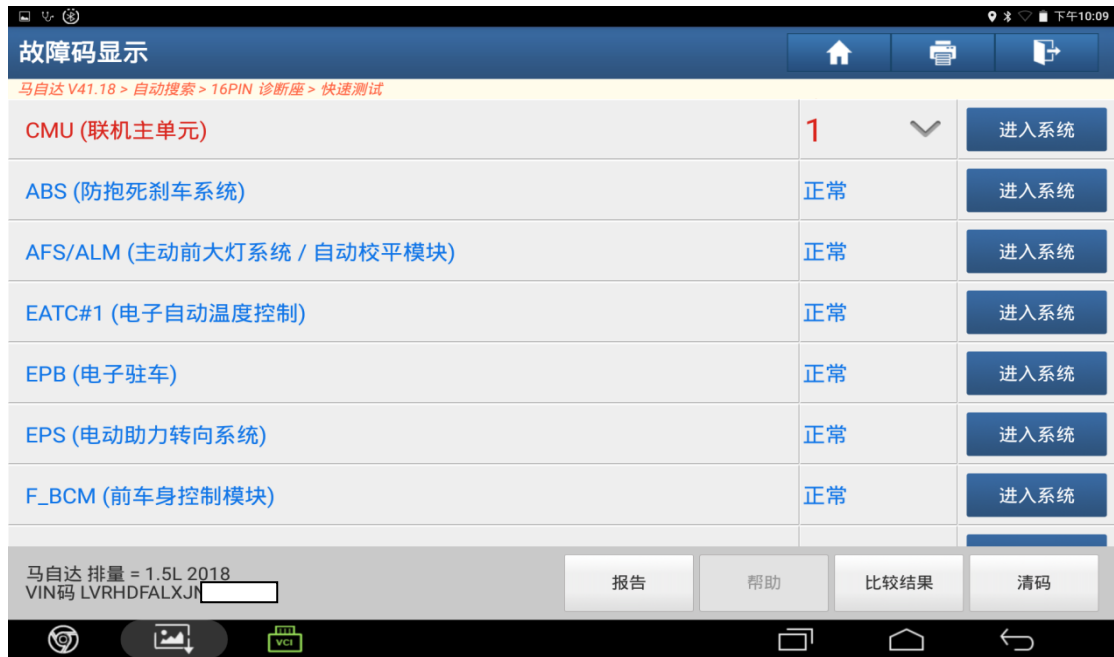 下午10:09
故障码显示
马自达 V41.18 > 自动搜索 > 16PIN 诊断座 > 快速测试
CMU (联机主单元) 1 进入系统
ABS (防抱死刹车系统) 正常 进入系统
AFS/ALM (主动前大灯系统 / 自动校平模块) 正常 进入系统
EATC#1 (电子自动温度控制) 正常 进入系统
EPB (电子驻车) 正常 进入系统
EPS (电动助力转向系统) 正常 进入系统
F_BCM (前车身控制模块) 正常 进入系统
马自达 排量 = 1.5L 2018
VIN码 LVRHDFALXJN
报告 帮助 比较结果 清码
VCI